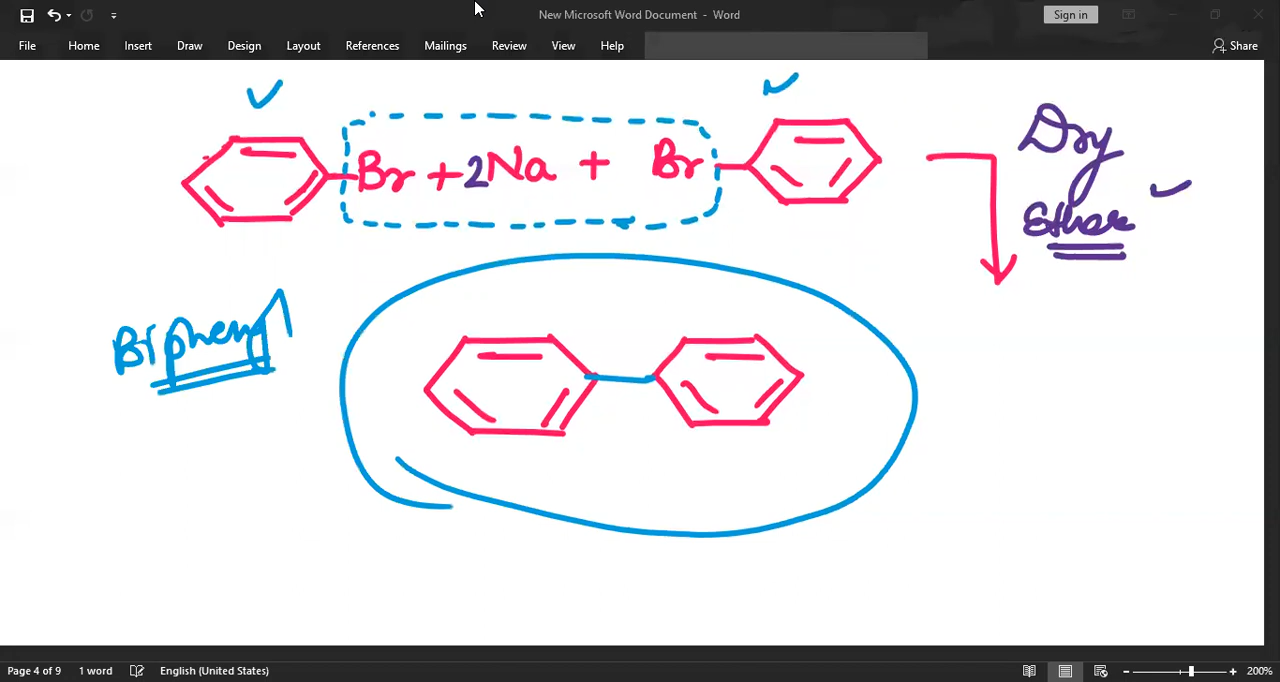 New Microsoft Word Document - Word
Sign in
File Home Insert Draw Design Layout References Mailings Review View Help
Share
Br + 2Na + Br
Dry
Ether
Biphenyl
Page 4 of 9 1 word English (United States) 200%